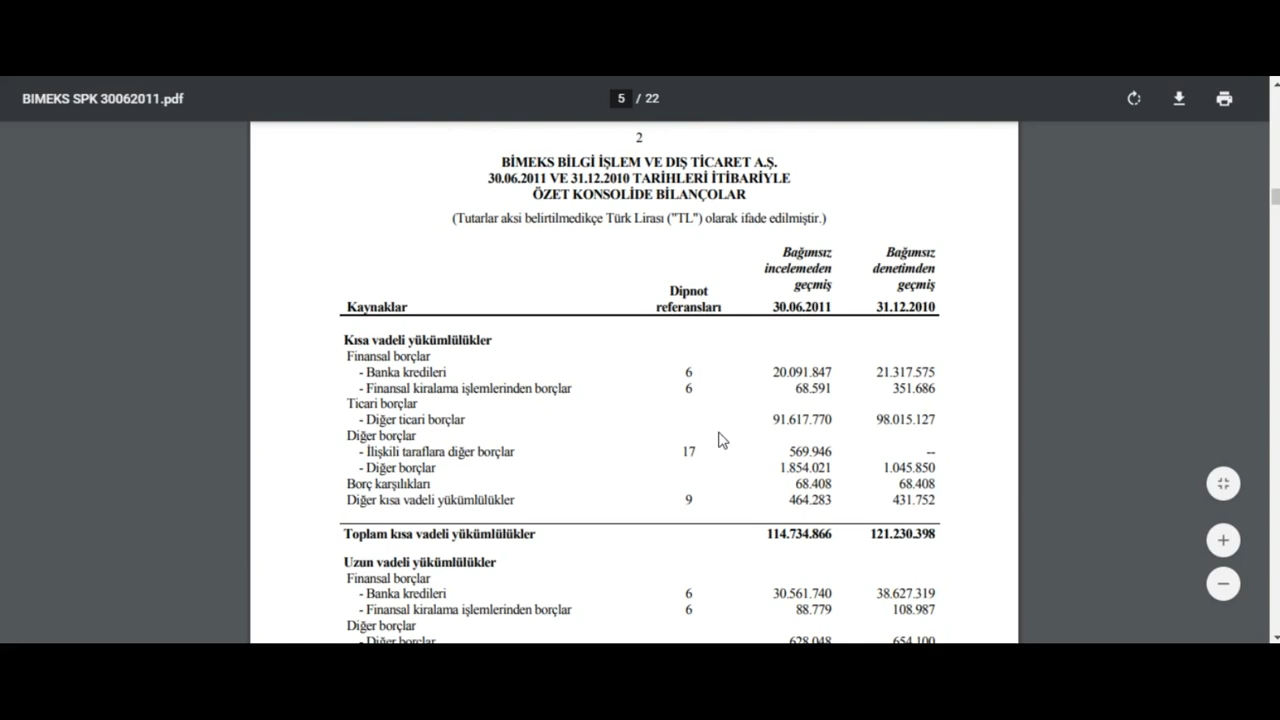 BIMEKS SPK 30062011.pdf 5 / 22
2
BİMEKS BİLGİ İŞLEM VE DIŞ TİCARET A.Ş.
30.06.2011 VE 31.12.2010 TARİHLERİ İTİBARİYLE
ÖZET KONSOLİDE BİLANÇOLAR
(Tutarlar aksi belirtilmedikçe Türk Lirası ("TL") olarak ifade edilmiştir.)
Bağımsız Bağımsız
incelemeden denetimden
geçmiş geçmiş
Dipnot
Kaynaklar referansları 30.06.2011 31.12.2010
Kısa vadeli yükümlülükler
Finansal borçlar
- Banka kredileri 6 20.091.847 21.317.575
- Finansal kiralama işlemlerinden borçlar 6 68.591 351.686
Ticari borçlar
- Diğer ticari borçlar 91.617.770 98.015.127
Diğer borçlar
- İlişkili taraflara diğer borçlar 17 569.946 --
- Diğer borçlar 1.854.021 1.045.850
Borç karşılıkları 68.408 68.408
Diğer kısa vadeli yükümlülükler 9 464.283 431.752
Toplam kısa vadeli yükümlülükler 114.734.866 121.230.398
Uzun vadeli yükümlülükler
Finansal borçlar
- Banka kredileri 6 30.561.740 38.627.319
- Finansal kiralama işlemlerinden borçlar 6 88.779 108.987
Diğer borçlar
- Diğer borçlar 628.048 654.100